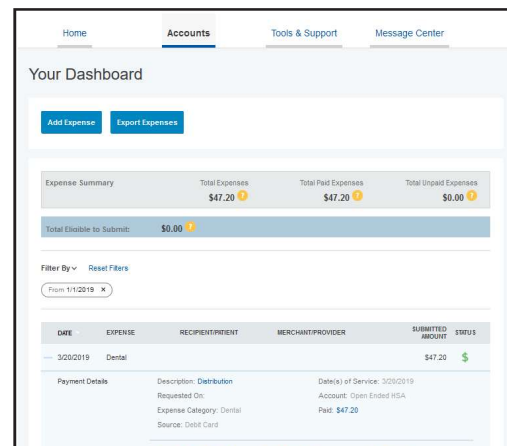 Home Accounts Tools & Support Message Center
Your Dashboard
Add Expense Export Expenses
Expense Summary Total Expenses Total Paid Expenses Total Unpaid Expenses
$47.20 ? $47.20 ? $0.00 ?
Total Eligible to Submit: $0.00 ?
Filter By Reset Filters
From 1/1/2019 ×
DATE EXPENSE RECIPIENT/PATIENT MERCHANT/PROVIDER SUBMITTED AMOUNT STATUS
3/20/2019 Dental $47.20 $
Payment Details Description: Distribution Date(s) of Service: 3/20/2019
Requested On: Account: Open Ended HSA
Expense Category: Dental Paid: $47.20
Source: Debit Card